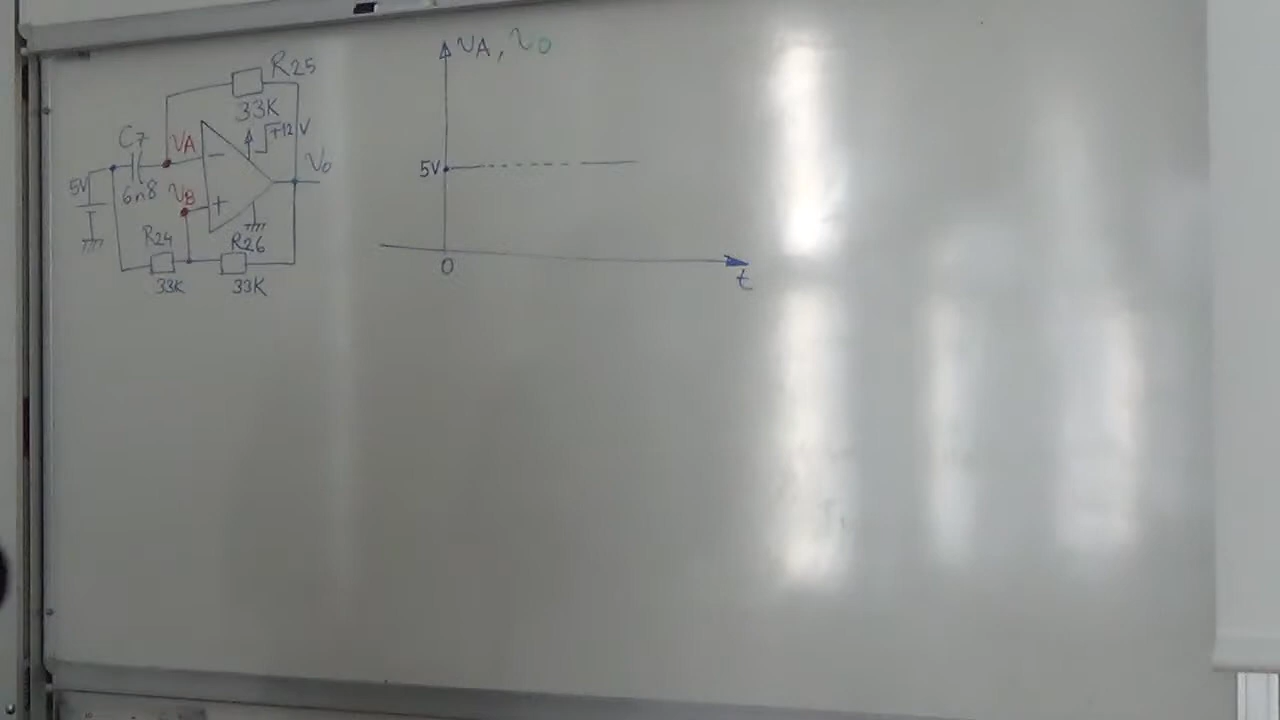 R25
33K
C7
VA
+12V
−
Vo
5V
6n8
VB
+
R24
R26
33K
33K
VA, Vo
5V
0
t